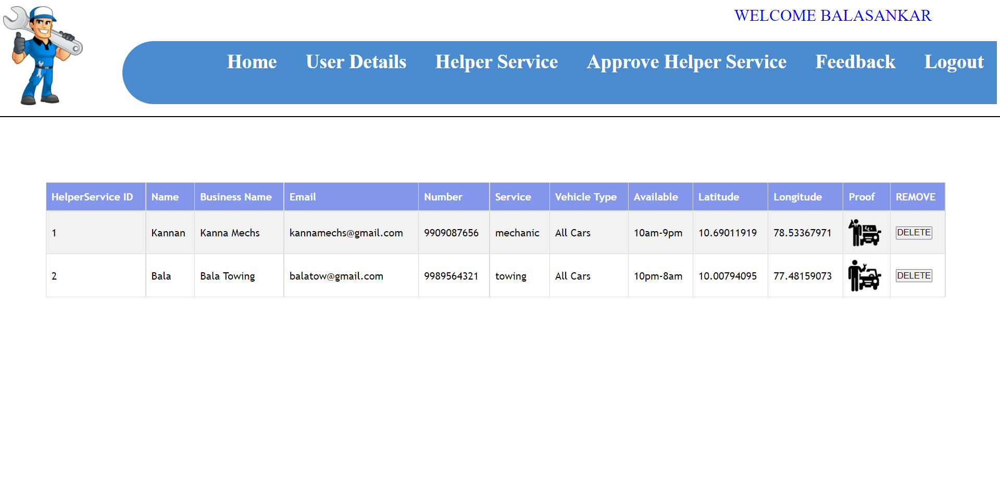 WELCOME BALASANKAR
Home User Details Helper Service Approve Helper Service Feedback Logout
HelperService ID Name Business Name Email Number Service Vehicle Type Available Latitude Longitude Proof REMOVE
1 Kannan Kanna Mechs kannamechs@gmail.com 9909087656 mechanic All Cars 10am-9pm 10.69011919 78.53367971 DELETE
2 Bala Bala Towing balatow@gmail.com 9989564321 towing All Cars 10pm-8am 10.00794095 77.48159073 DELETE